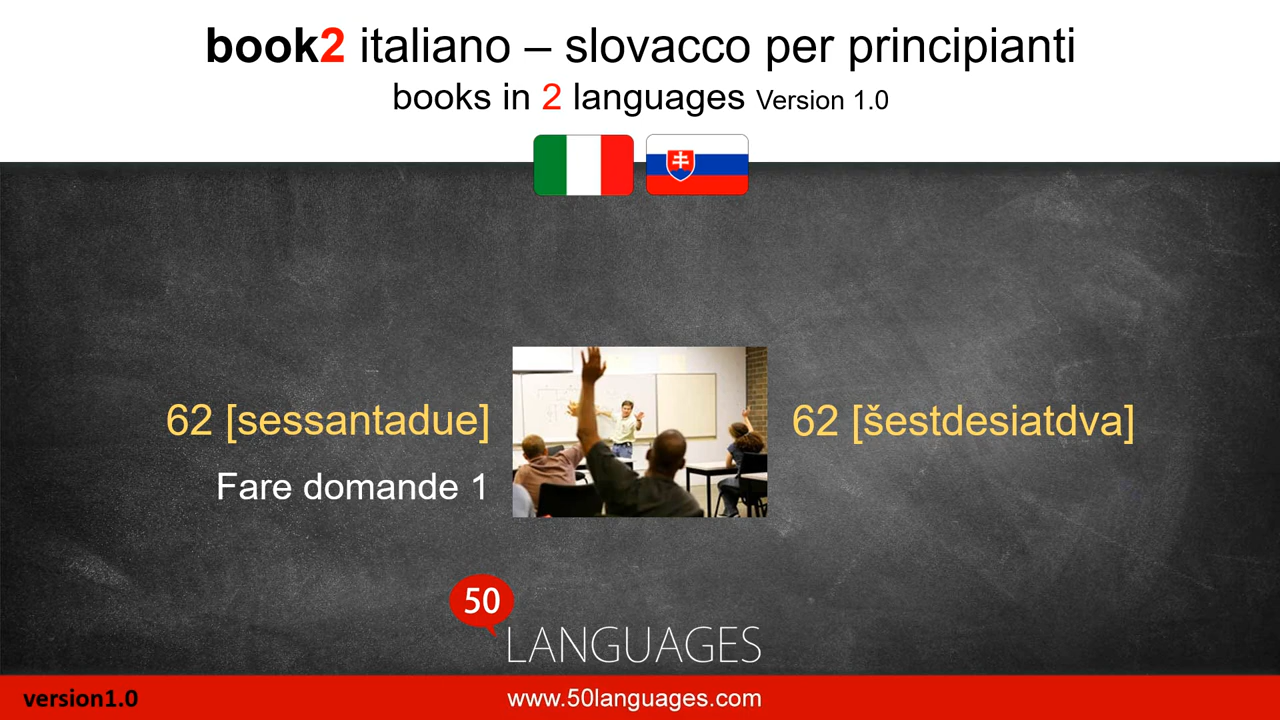 book2 italiano – slovacco per principianti
books in 2 languages Version 1.0
62 [sessantadue]
62 [šestdesiatdva]
Fare domande 1
50
LANGUAGES
version1.0
www.50languages.com